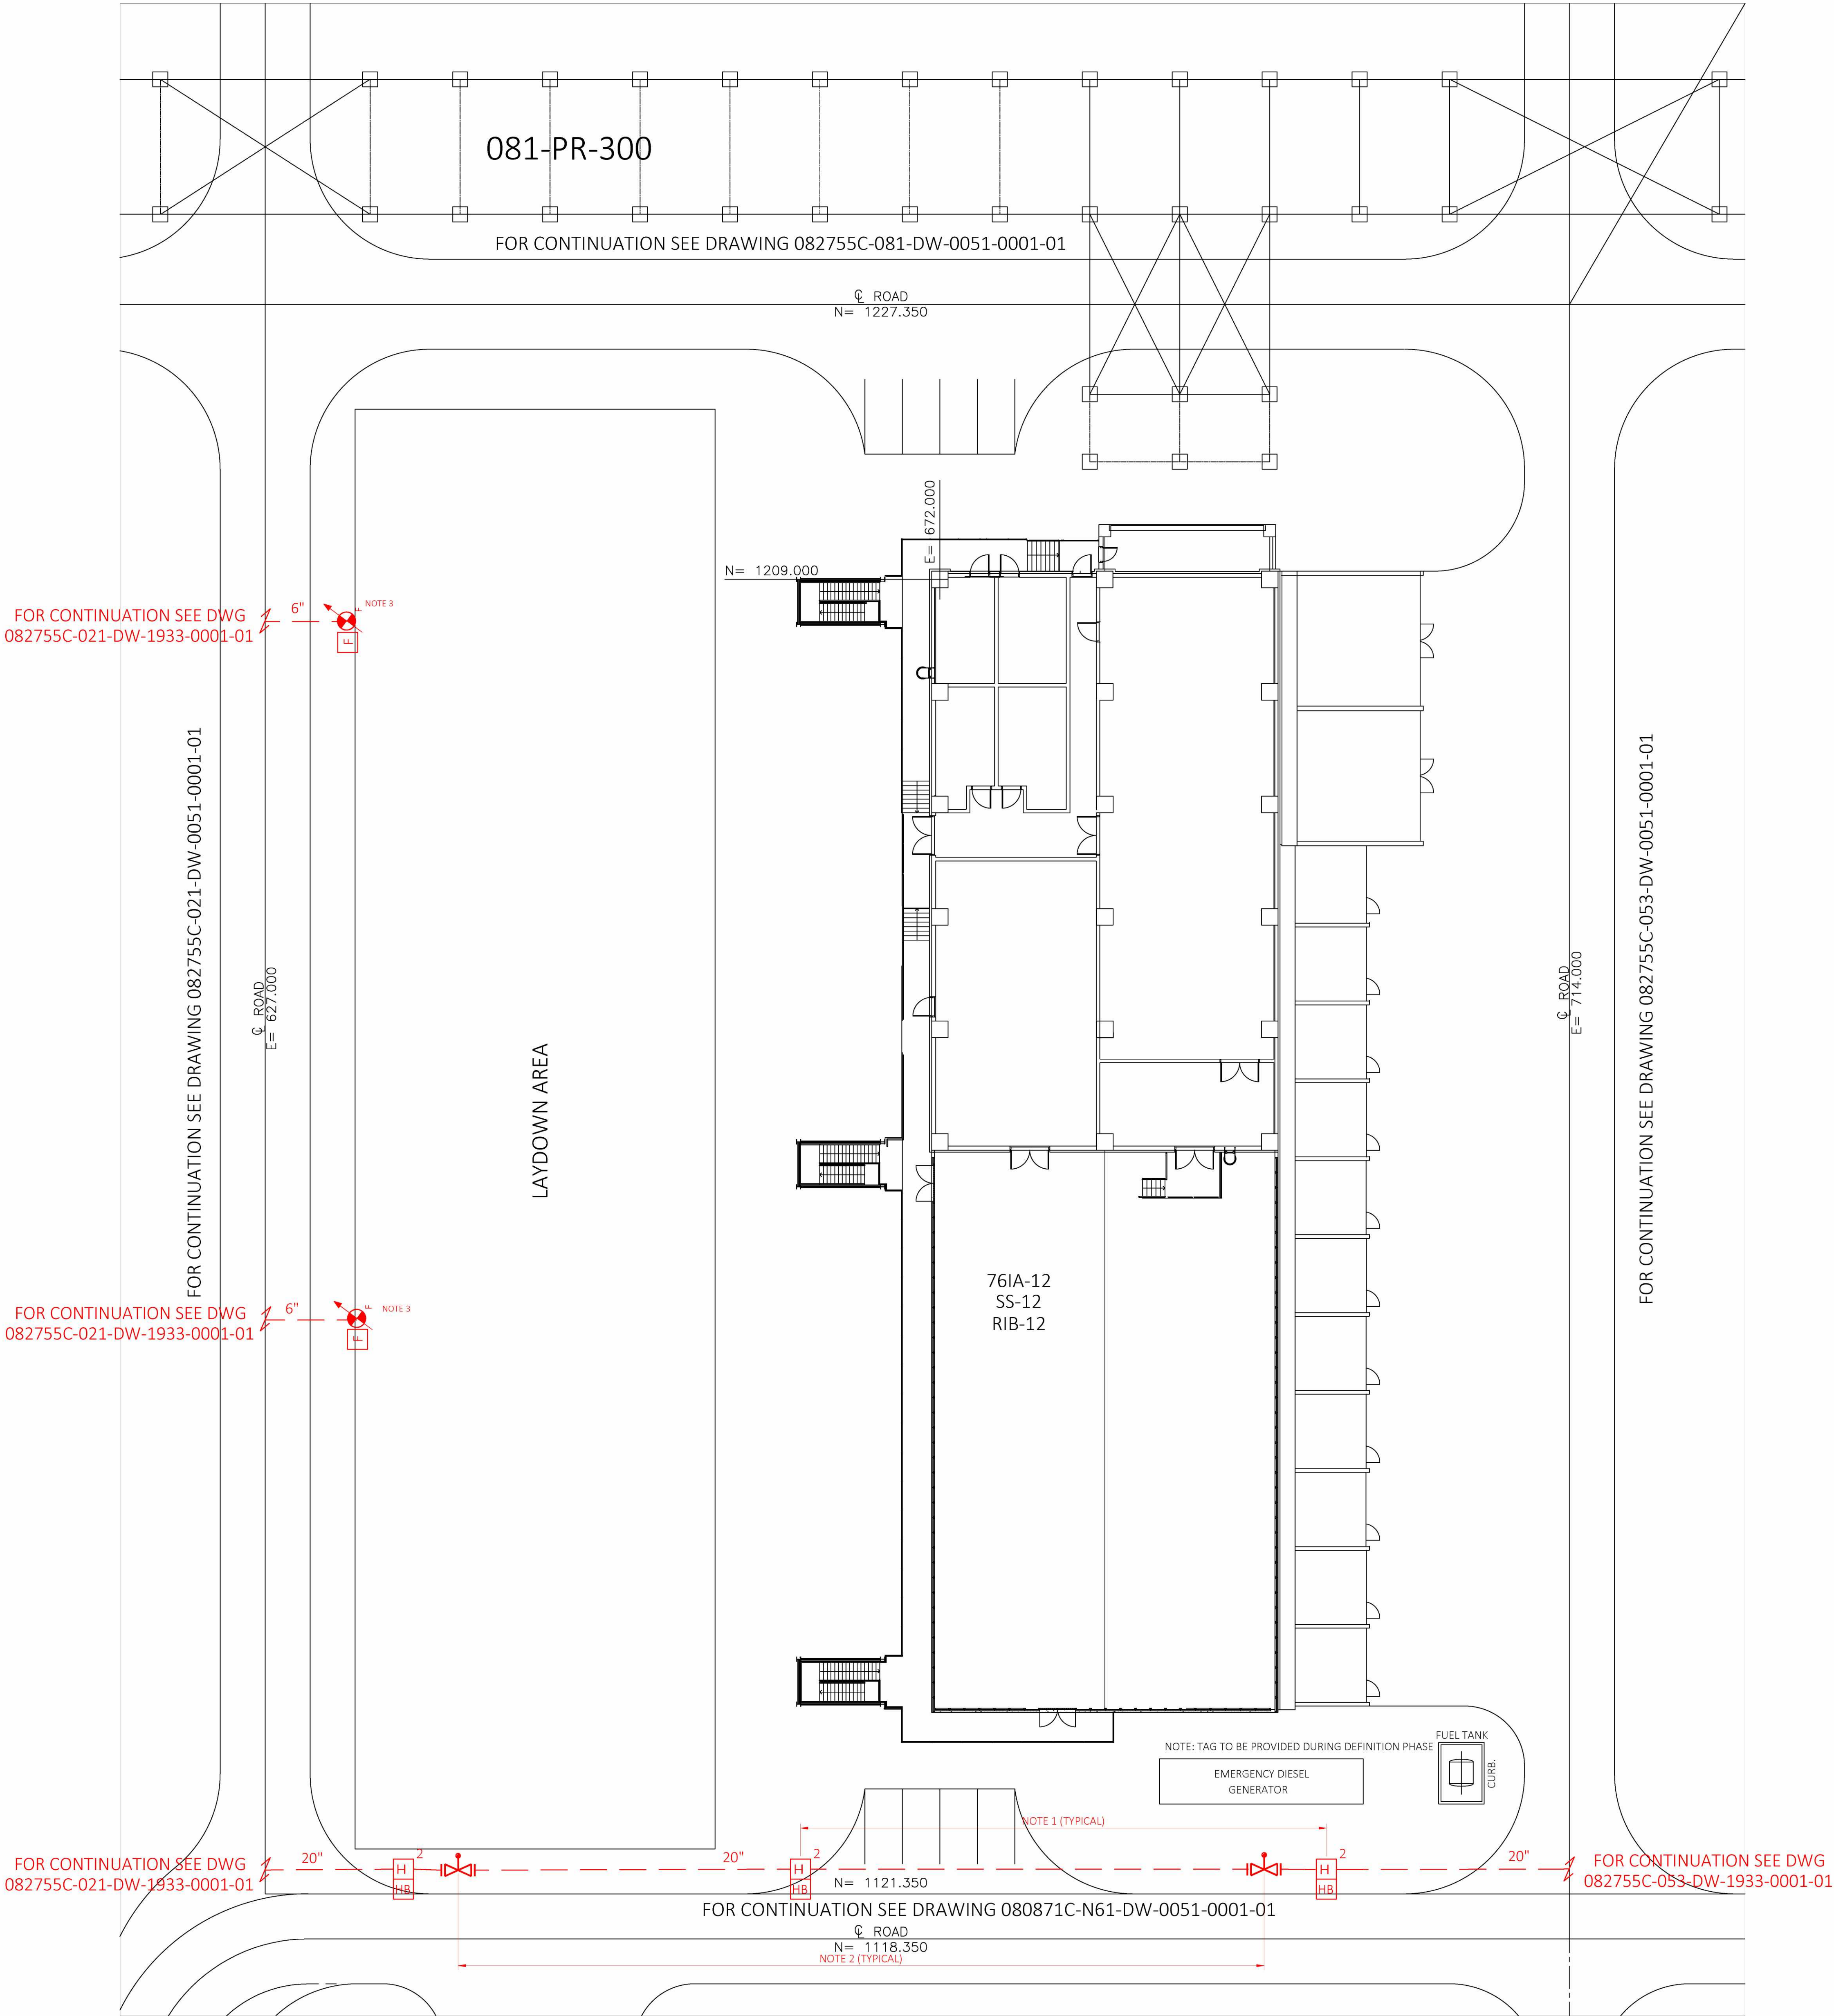 081-PR-300
FOR CONTINUATION SEE DRAWING 082755C-081-DW-0051-0001-01
℄ ROAD
N= 1227.350
E= 672.000
N= 1209.000
FOR CONTINUATION SEE DWG
082755C-021-DW-1933-0001-01
6"
F
NOTE 3
F
FOR CONTINUATION SEE DRAWING 082755C-021-DW-0051-0001-01
℄ ROAD
E= 627.000
LAYDOWN AREA
℄ ROAD
E= 714.000
FOR CONTINUATION SEE DRAWING 082755C-053-DW-0051-0001-01
76IA-12
SS-12
RIB-12
FOR CONTINUATION SEE DWG
082755C-021-DW-1933-0001-01
6"
F
NOTE 3
F
FUEL TANK
NOTE: TAG TO BE PROVIDED DURING DEFINITION PHASE
CURB.
EMERGENCY DIESEL
GENERATOR
NOTE 1 (TYPICAL)
FOR CONTINUATION SEE DWG
082755C-021-DW-1933-0001-01
20"
H
2
HB
20"
H
2
HB
N= 1121.350
H
2
HB
20"
FOR CONTINUATION SEE DWG
082755C-053-DW-1933-0001-01
FOR CONTINUATION SEE DRAWING 080871C-N61-DW-0051-0001-01
℄ ROAD
N= 1118.350
NOTE 2 (TYPICAL)